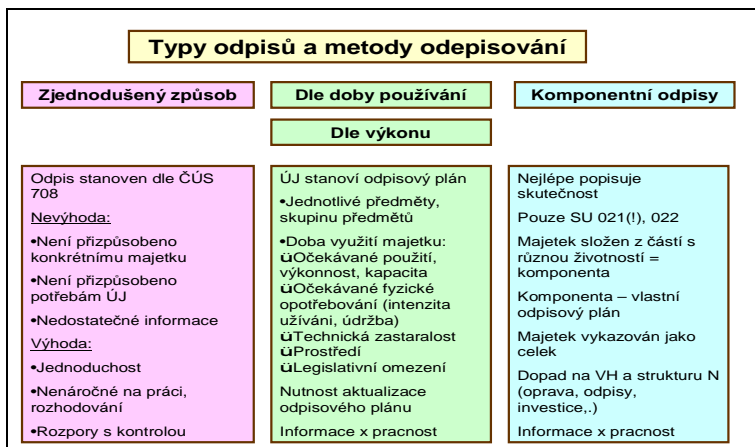 Typy odpisů a metody odepisování
Zjednodušený způsob
Dle doby používání
Komponentní odpisy
Dle výkonu
Odpis stanoven dle ČÚS
708
Nevýhoda:
•Není přizpůsobeno
konkrétnímu majetku
•Není přizpůsobeno
potřebám ÚJ
•Nedostatečné informace
Výhoda:
•Jednoduchost
•Nenáročné na práci,
rozhodování
•Rozpory s kontrolou
ÚJ stanoví odpisový plán
•Jednotlivé předměty,
skupinu předmětů
•Doba využití majetku:
üOčekávané použití,
výkonnost, kapacita
üOčekávané fyzické
opotřebování (intenzita
užíváni, údržba)
üTechnická zastaralost
üProstředí
üLegislativní omezení
Nutnost aktualizace
odpisového plánu
Informace x pracnost
Nejlépe popisuje
skutečnost
Pouze SU 021(!), 022
Majetek složen z částí s
různou životností =
komponenta
Komponenta – vlastní
odpisový plán
Majetek vykazován jako
celek
Dopad na VH a strukturu N
(oprava, odpisy,
investice,.)